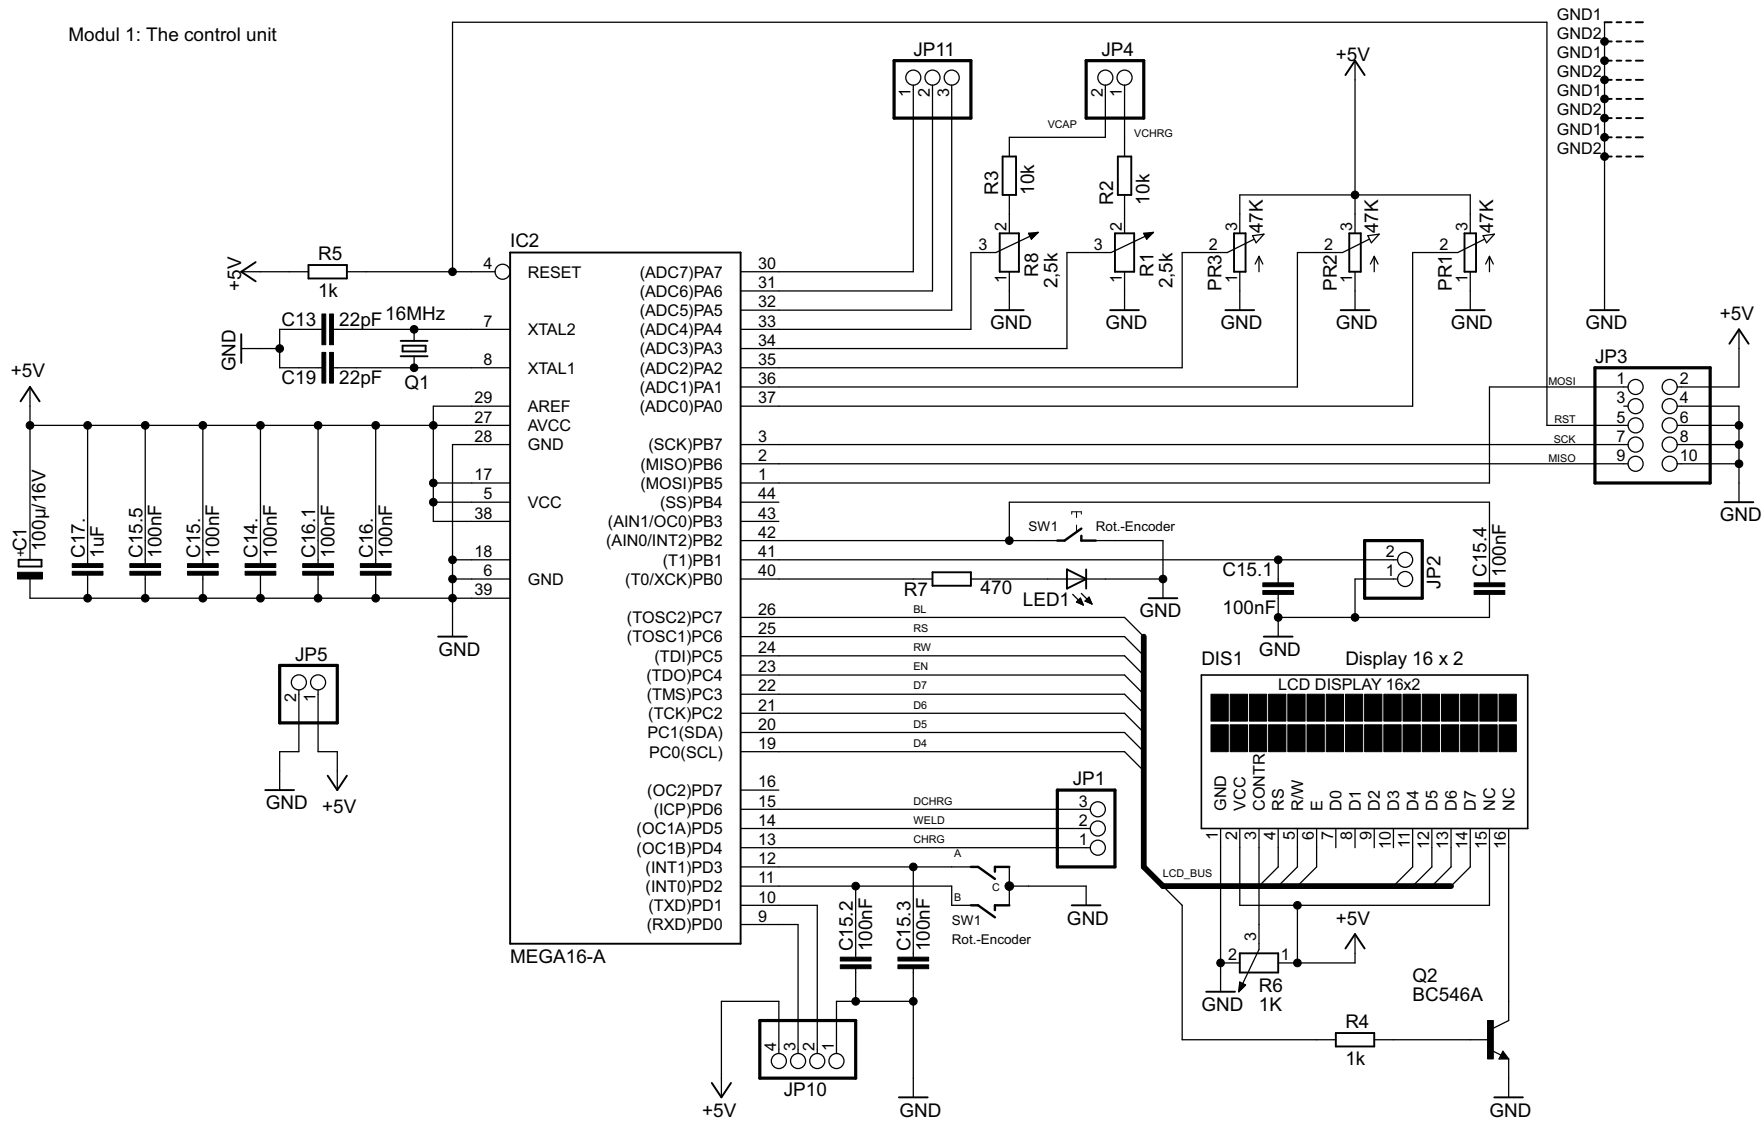 Modul 1: The control unit
GND1
GND2
GND1
GND2
GND1
GND2
GND1
GND2
GND
JP11
1
2
3
JP4
2
1
VCAP
VCHRG
R3
10k
R2
10k
3
2
1
R8
2,5k
GND
3
2
1
R1
2,5k
GND
+5V
2
3
1
PR3
47K
GND
2
3
1
PR2
47K
GND
2
3
1
PR1
47K
GND
IC2
MEGA16-A
+5V
R5
1k
4
RESET
GND
C13
22pF
16MHz
7
XTAL2
C19
22pF
Q1
8
XTAL1
29
AREF
27
AVCC
28
GND
17
5
VCC
38
18
6
GND
39
+5V
+
C1
100µ/16V
C17.
1uF
C15.5
100nF
C15.
100nF
C14.
100nF
C16.1
100nF
C16.
100nF
GND
(ADC7)PA7
30
(ADC6)PA6
31
(ADC5)PA5
32
(ADC4)PA4
33
(ADC3)PA3
34
(ADC2)PA2
35
(ADC1)PA1
36
(ADC0)PA0
37
(SCK)PB7
3
(MISO)PB6
2
(MOSI)PB5
1
(SS)PB4
44
(AIN1/OC0)PB3
43
(AIN0/INT2)PB2
42
(T1)PB1
41
(T0/XCK)PB0
40
(TOSC2)PC7
26
BL
(TOSC1)PC6
25
RS
(TDI)PC5
24
RW
(TDO)PC4
23
EN
(TMS)PC3
22
D7
(TCK)PC2
21
D6
PC1(SDA)
20
D5
PC0(SCL)
19
D4
(OC2)PD7
16
(ICP)PD6
15
DCHRG
(OC1A)PD5
14
WELD
(OC1B)PD4
13
CHRG
(INT1)PD3
12
A
(INT0)PD2
11
B
(TXD)PD1
10
(RXD)PD0
9
JP3
MOSI
RST
SCK
MISO
1
2
3
4
5
6
7
8
9
10
+5V
GND
SW1
Rot.-Encoder
R7
470
LED1
GND
C15.1
100nF
GND
2
1
JP2
C15.4
100nF
JP5
2
1
GND
+5V
JP1
3
2
1
C
SW1
Rot.-Encoder
GND
C15.2
100nF
C15.3
100nF
4
3
2
1
JP10
+5V
GND
LCD_BUS
DIS1
Display 16 x 2
LCD DISPLAY 16x2
GND
VCC
CONTR
RS
R/W
E
D0
D1
D2
D3
D4
D5
D6
D7
NC
NC
1
2
3
4
5
6
7
8
9
10
11
12
13
14
15
16
+5V
2
3
1
R6
1K
GND
R4
1k
Q2
BC546A
GND